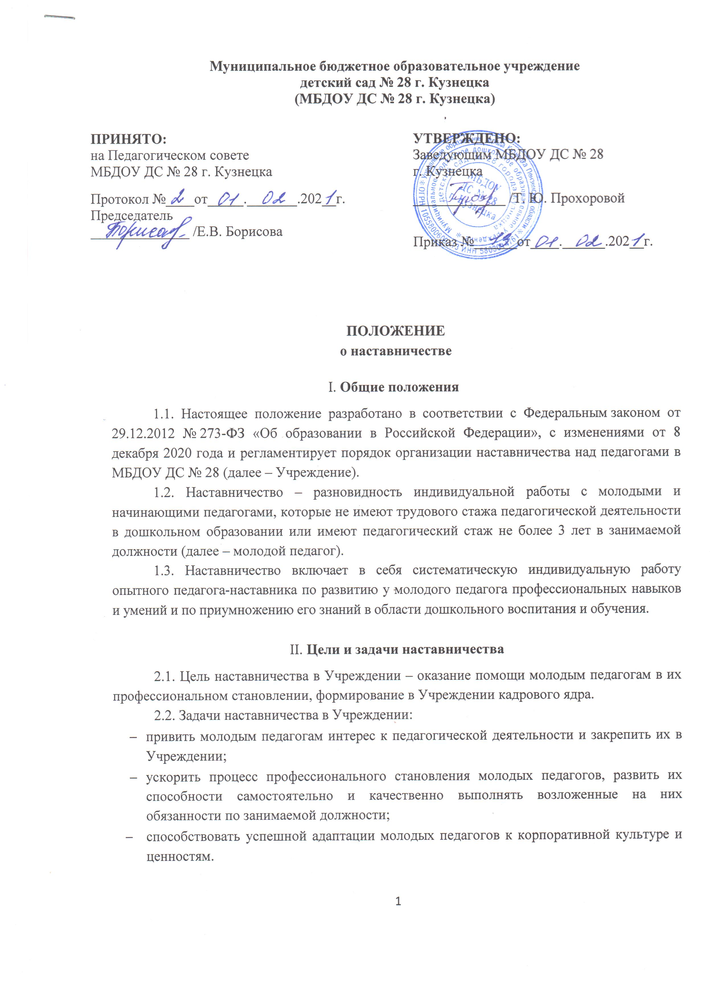 Муниципальное бюджетное образовательное учреждение
детский сад № 28 г. Кузнецка
(МБДОУ ДС № 28 г. Кузнецка)
ПРИНЯТО:
на Педагогическом совете
МБДОУ ДС № 28 г. Кузнецка
Протокол № 2 от 01 . 02 .2021г.
Председатель
Борисов /Е.В. Борисова
УТВЕРЖДЕНО:
Заведующим МБДОУ ДС № 28
г. Кузнецка
/Т. Ю. Прохоровой
Приказ № 13 от 01 . 02 .2021г.
МБДОУ
ДС № 28
г. Кузнецка
ПОЛОЖЕНИЕ
о наставничестве
I. Общие положения
1.1. Настоящее положение разработано в соответствии с Федеральным законом от
29.12.2012 № 273-ФЗ «Об образовании в Российской Федерации», с изменениями от 8
декабря 2020 года и регламентирует порядок организации наставничества над педагогами в
МБДОУ ДС № 28 (далее – Учреждение).
1.2. Наставничество – разновидность индивидуальной работы с молодыми и
начинающими педагогами, которые не имеют трудового стажа педагогической деятельности
в дошкольном образовании или имеют педагогический стаж не более 3 лет в занимаемой
должности (далее – молодой педагог).
1.3. Наставничество включает в себя систематическую индивидуальную работу
опытного педагога-наставника по развитию у молодого педагога профессиональных навыков
и умений и по приумножению его знаний в области дошкольного воспитания и обучения.
II. Цели и задачи наставничества
2.1. Цель наставничества в Учреждении – оказание помощи молодым педагогам в их
профессиональном становлении, формирование в Учреждении кадрового ядра.
2.2. Задачи наставничества в Учреждении:
– привить молодым педагогам интерес к педагогической деятельности и закрепить их в
Учреждении;
– ускорить процесс профессионального становления молодых педагогов, развить их
способности самостоятельно и качественно выполнять возложенные на них
обязанности по занимаемой должности;
– способствовать успешной адаптации молодых педагогов к корпоративной культуре и
ценностям.
1